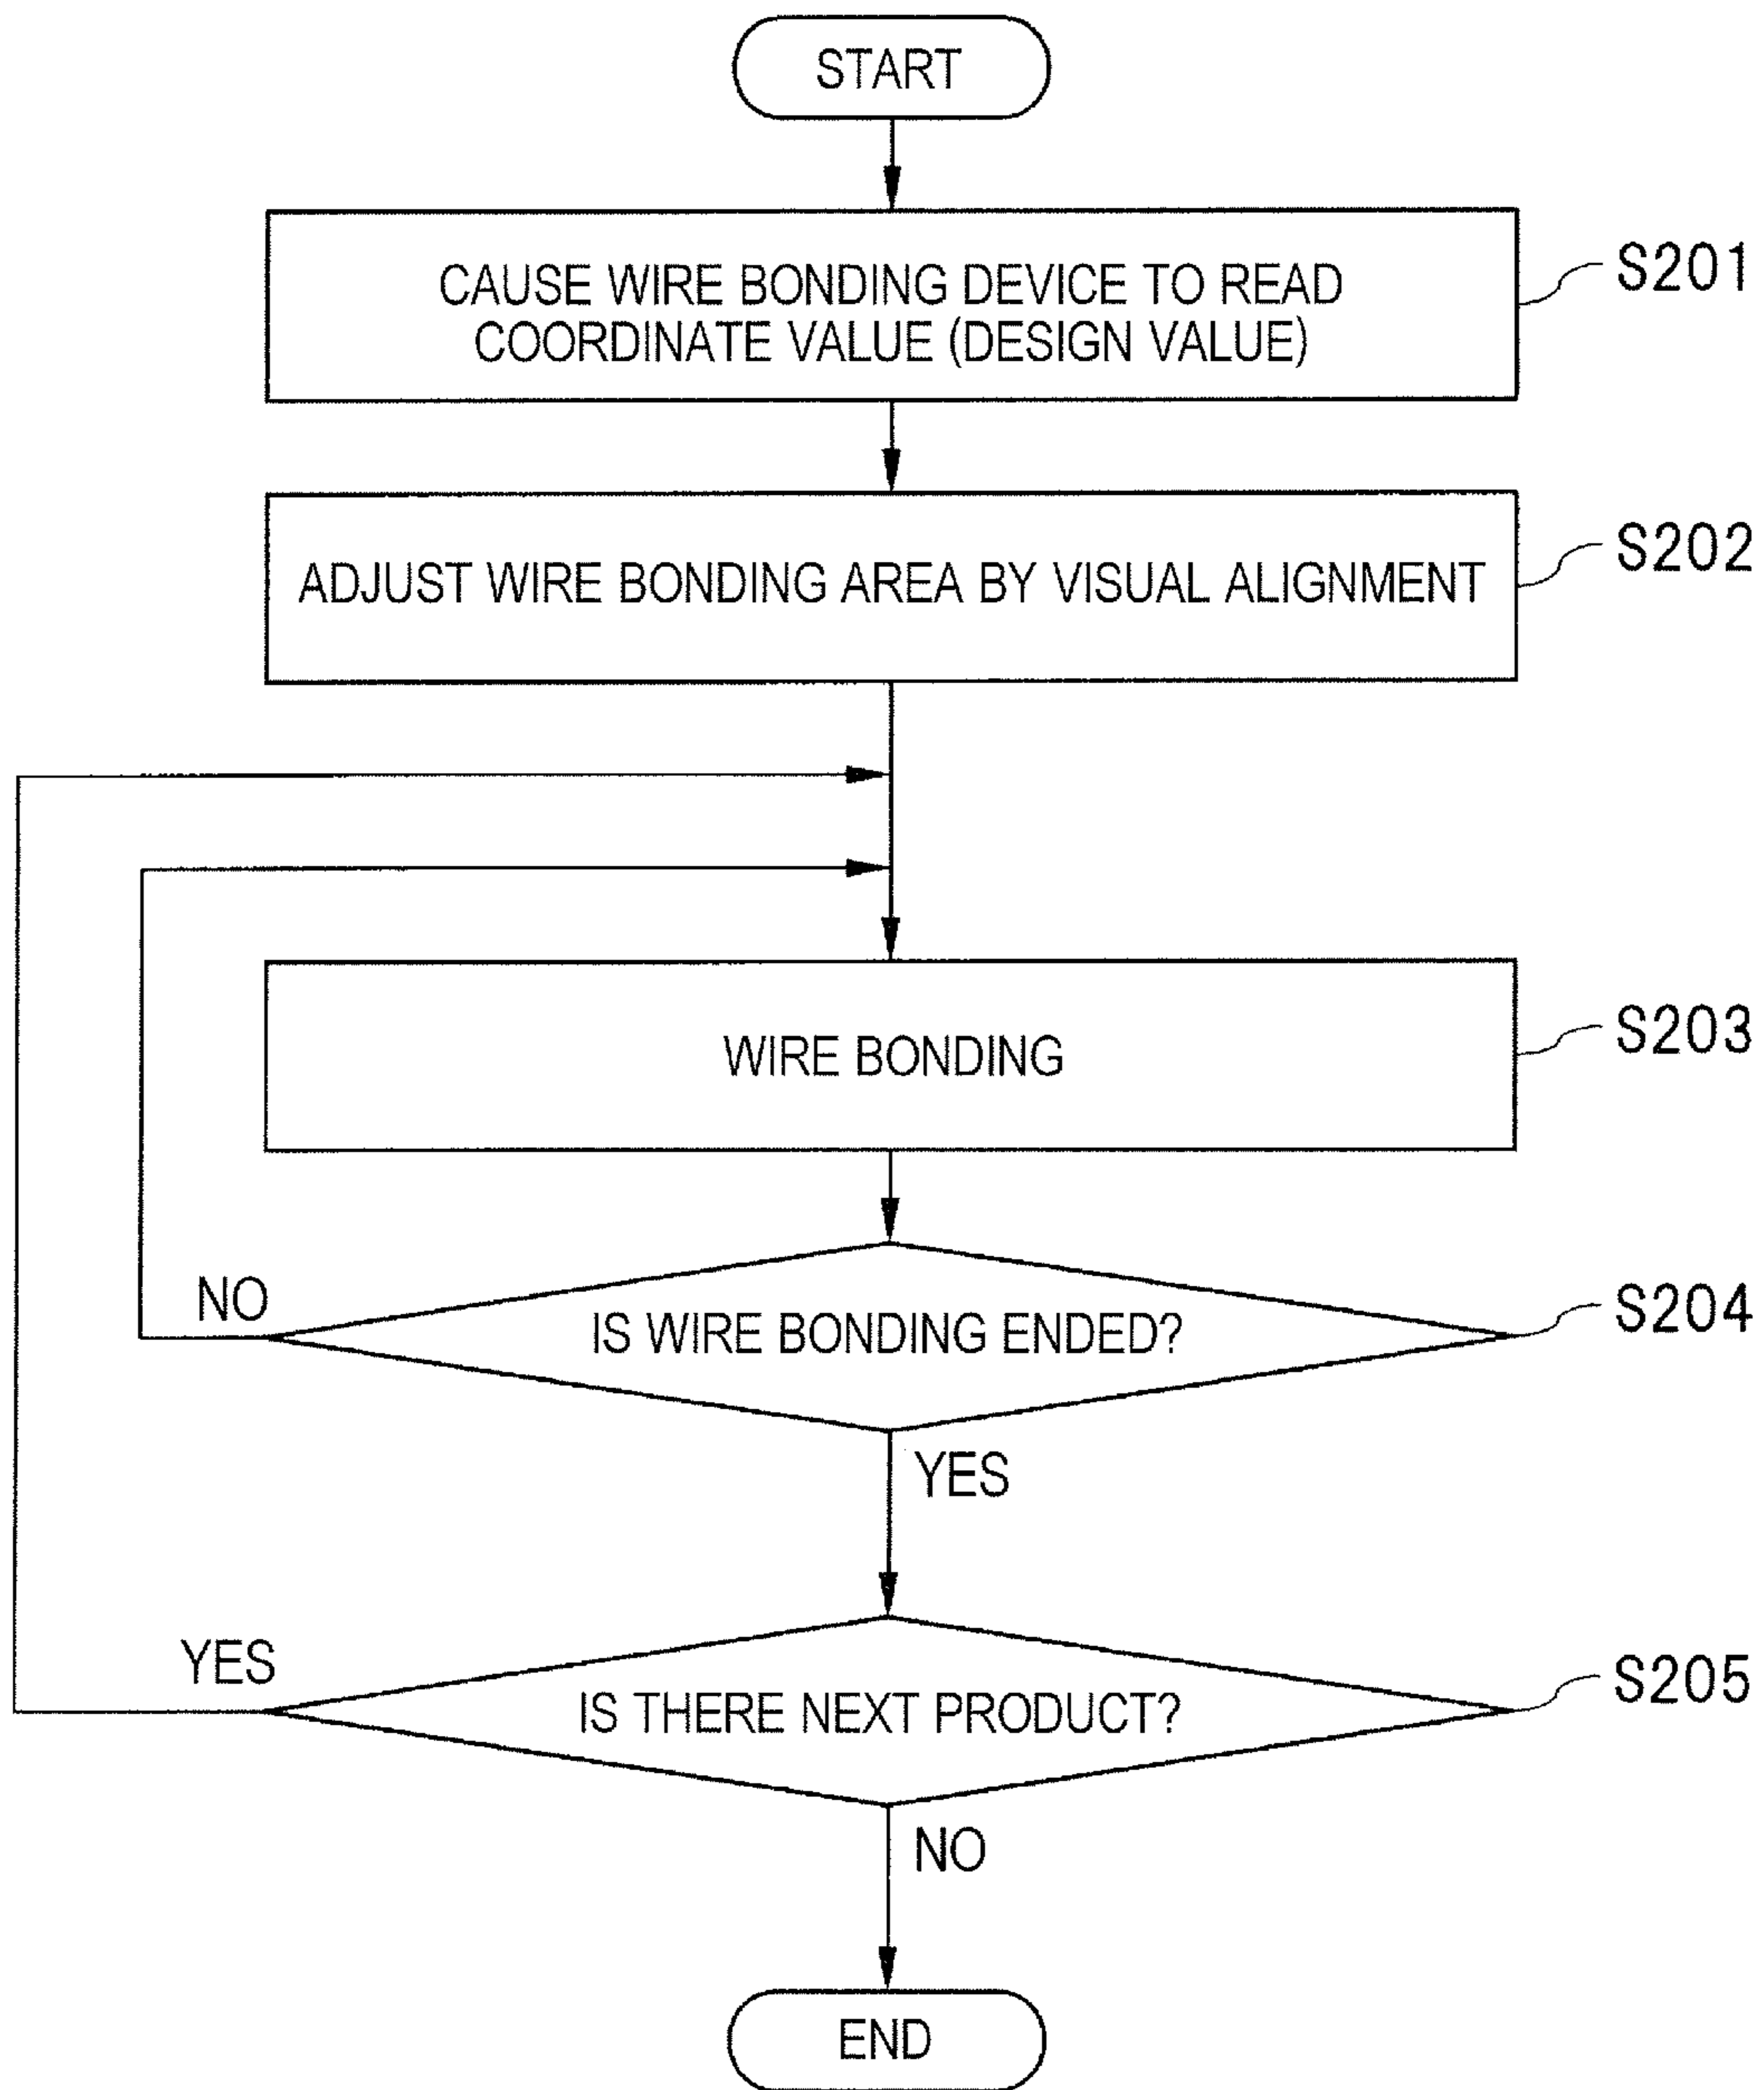 START
CAUSE WIRE BONDING DEVICE TO READ
COORDINATE VALUE (DESIGN VALUE)
S201
ADJUST WIRE BONDING AREA BY VISUAL ALIGNMENT
S202
WIRE BONDING
S203
NO
IS WIRE BONDING ENDED?
S204
YES
YES
IS THERE NEXT PRODUCT?
S205
NO
END